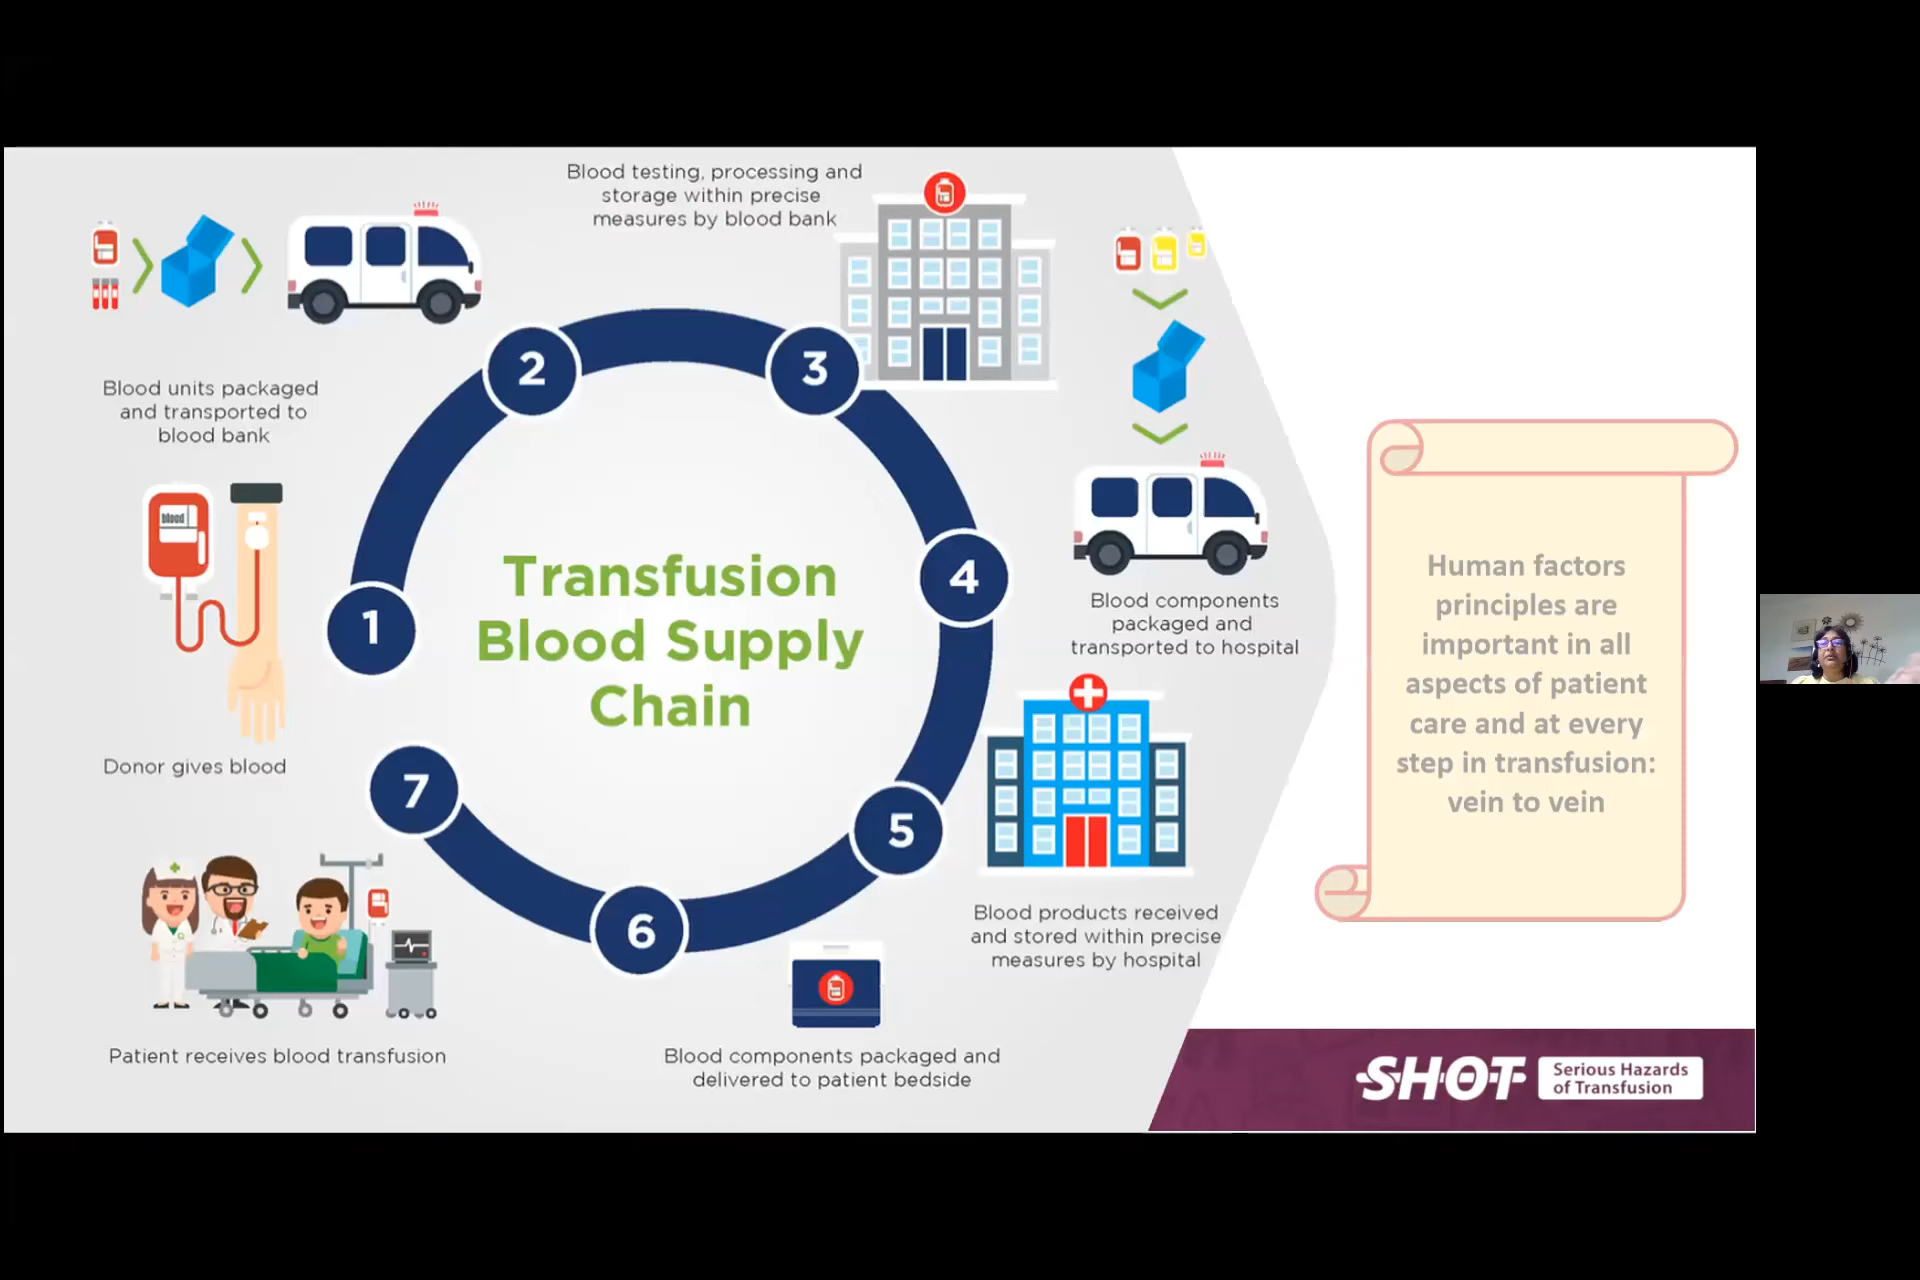 Blood testing, processing and
storage within precise
measures by blood bank
Blood units packaged
and transported to
blood bank
2
3
blood
1
Transfusion
Blood Supply
Chain
4
Blood components
packaged and
transported to hospital
Donor gives blood
7
5
6
Blood products received
and stored within precise
measures by hospital
Patient receives blood transfusion
Blood components packaged and
delivered to patient bedside
Human factors
principles are
important in all
aspects of patient
care and at every
step in transfusion:
vein to vein
SHOT
Serious Hazards
of Transfusion